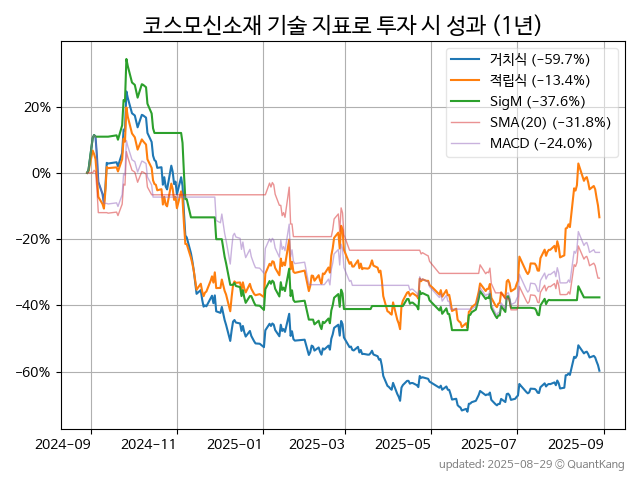 코스모신소재 기술 지표로 투자 시 성과 (1년)
거치식 (−59.7%)
적립식 (−13.4%)
SigM (−37.6%)
SMA(20) (−31.8%)
MACD (−24.0%)
20%
0%
−20%
−40%
−60%
2024-09 2024-11 2025-01 2025-03 2025-05 2025-07 2025-09
updated: 2025-08-29 © QuantKang